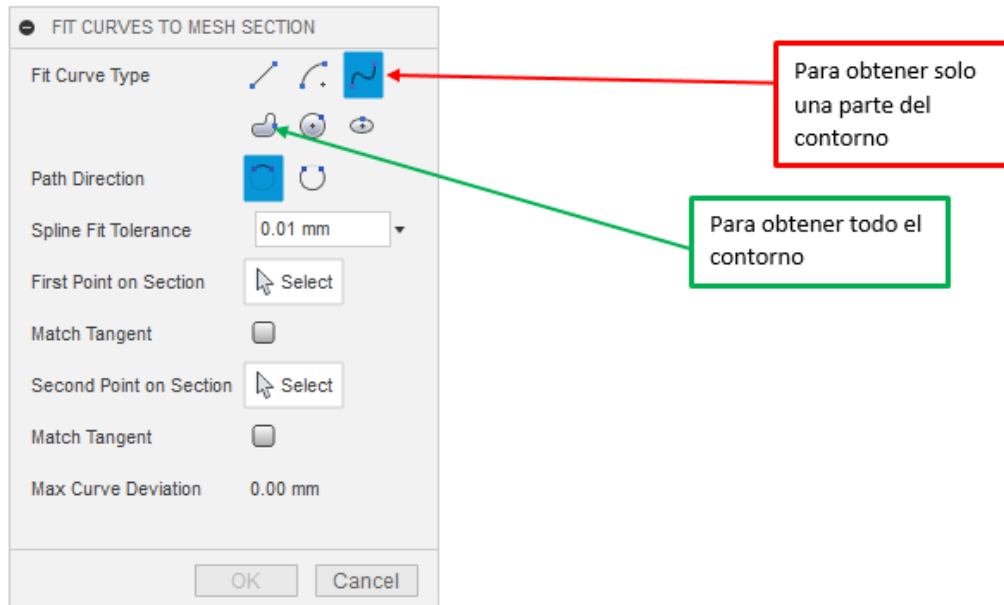 FIT CURVES TO MESH SECTION
Fit Curve Type
Para obtener solo
una parte del
contorno
Path Direction
Para obtener todo el
contorno
Spline Fit Tolerance 0.01 mm
First Point on Section Select
Match Tangent
Second Point on Section Select
Match Tangent
Max Curve Deviation 0.00 mm
OK Cancel